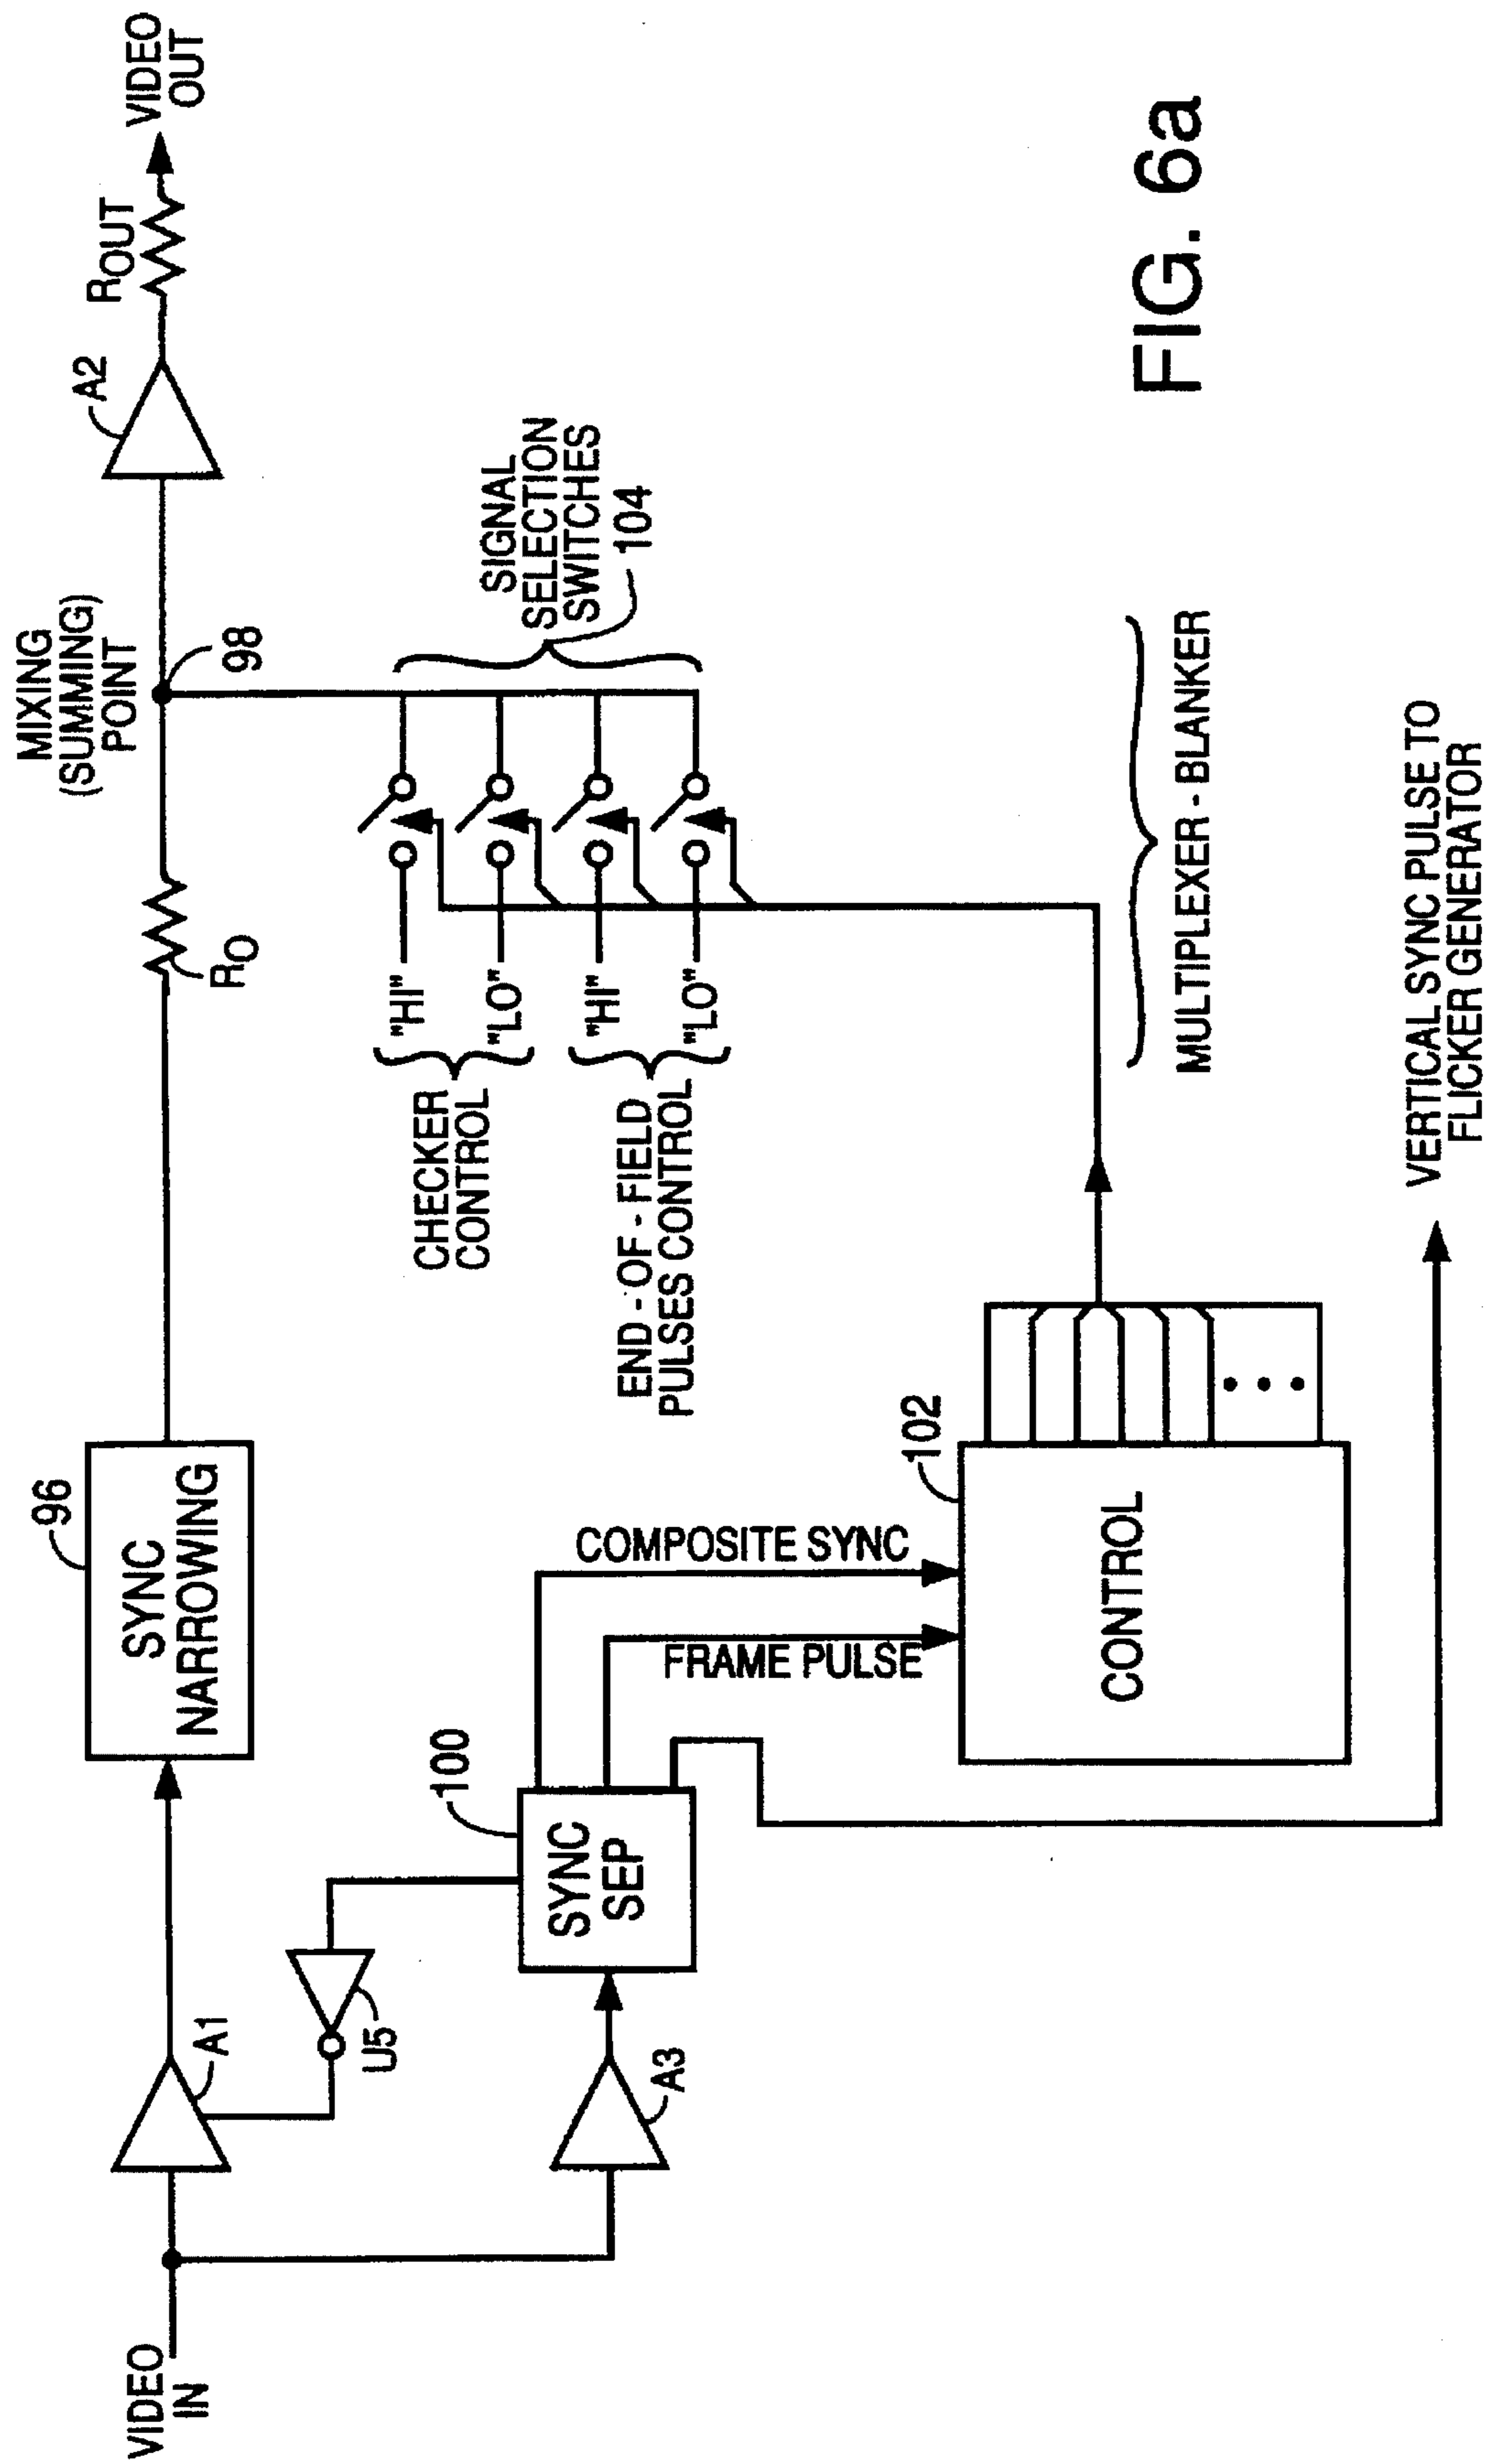 VIDEO
IN
A1
U5
A3
96
SYNC
NARROWING
100
SYNC
SEP
COMPOSITE SYNC
FRAME PULSE
102
CONTROL
RO
MIXING
(SUMMING)
POINT
98
A2
ROUT
VIDEO
OUT
CHECKER
CONTROL
"HI"
"LO"
END - OF - FIELD
PULSES CONTROL
"HI"
"LO"
SIGNAL
SELECTION
SWITCHES
104
MULTIPLEXER - BLANKER
VERTICAL SYNC PULSE TO
FLICKER GENERATOR
FIG. 6a